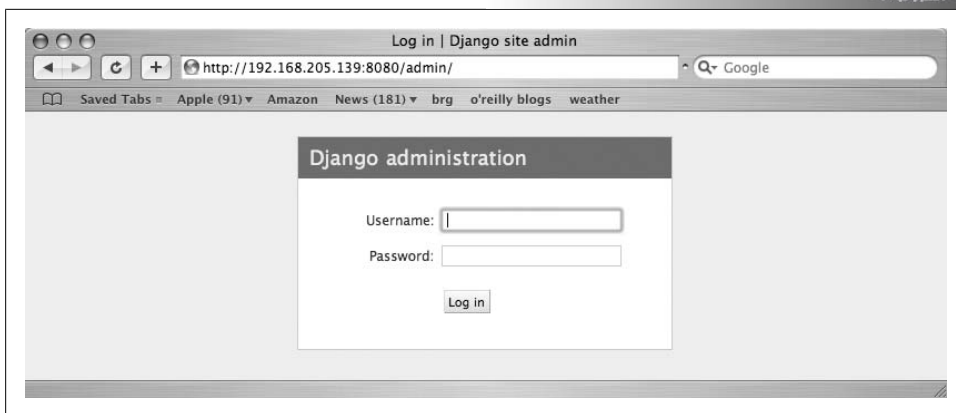 Log in | Django site admin
http://192.168.205.139:8080/admin/
Google
Saved Tabs Apple (91) Amazon News (181) brg o'reilly blogs weather
Django administration
Username:
Password:
Log in